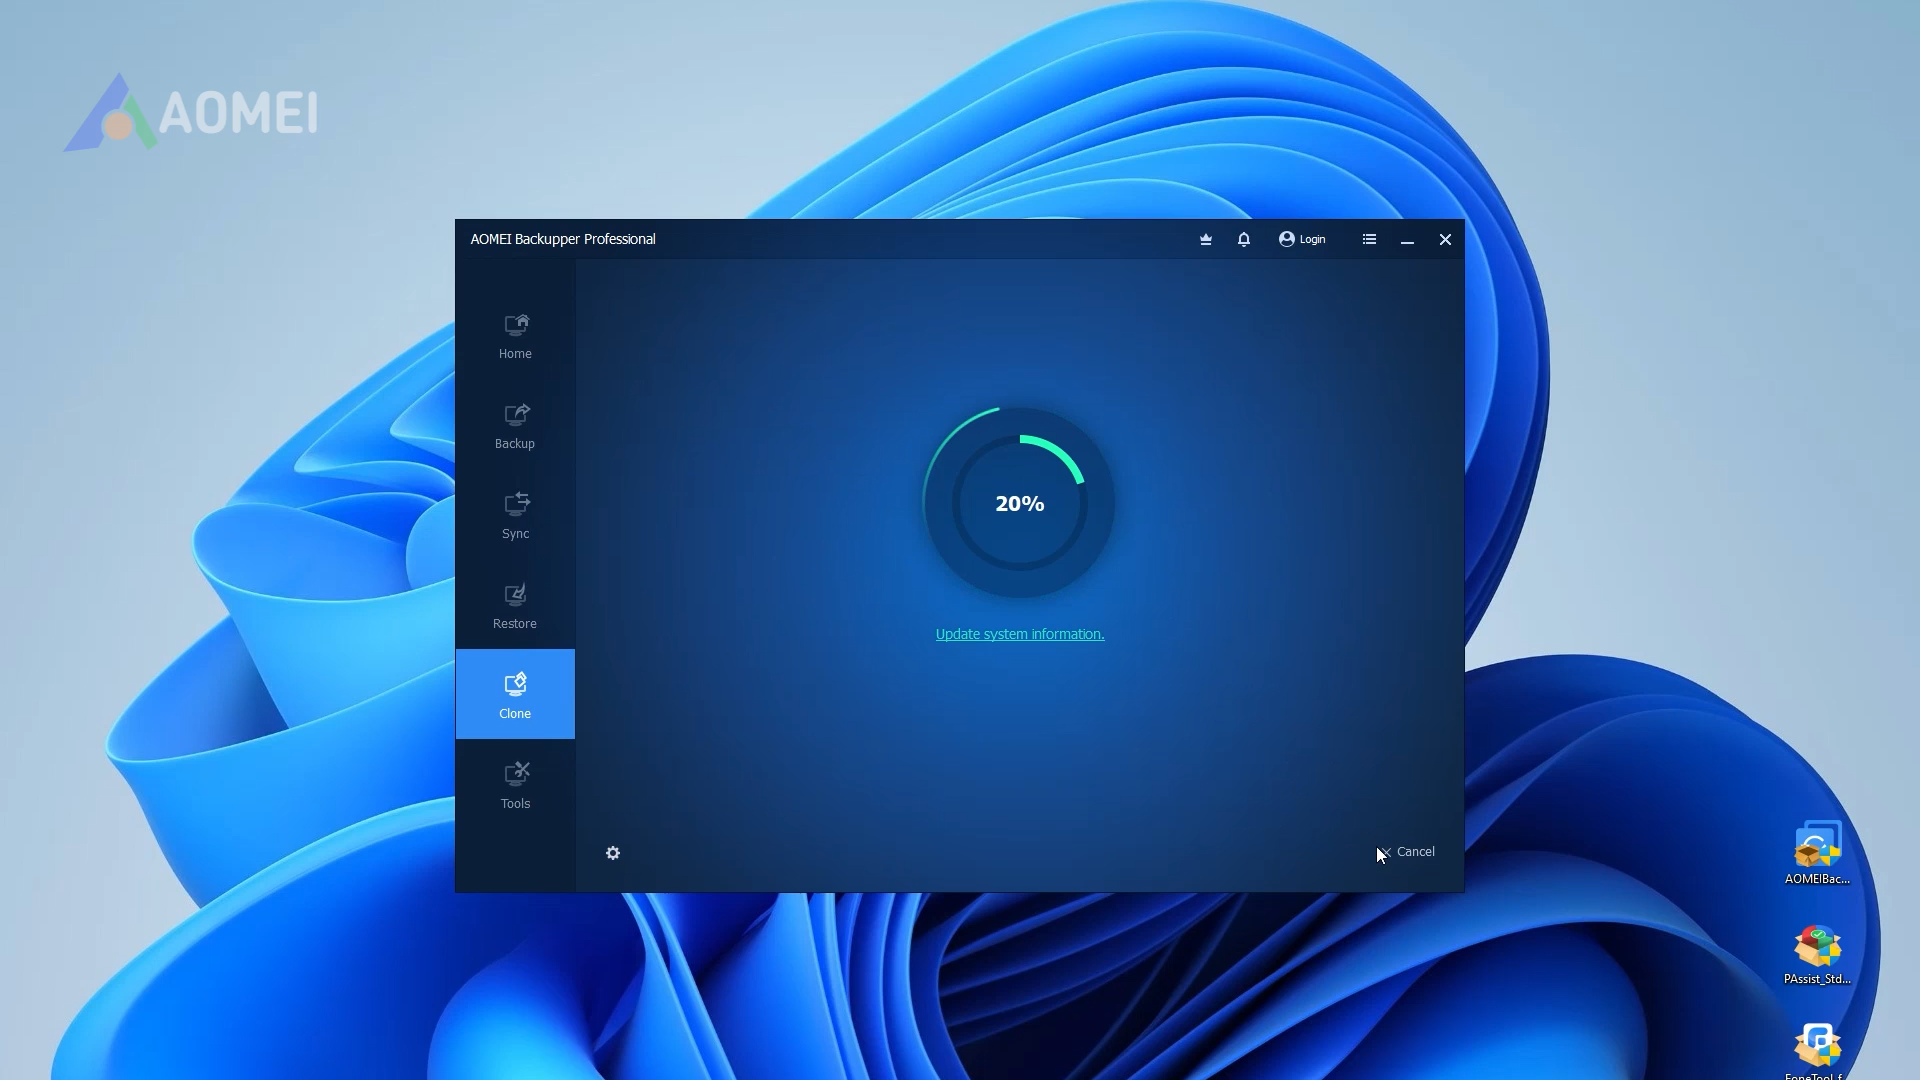 AOMEI
AOMEI Backupper Professional
Login
Home
Backup
Sync
Restore
Clone
Tools
20%
Update system information.
Cancel
AOMEIBac...
PAssist_Std...